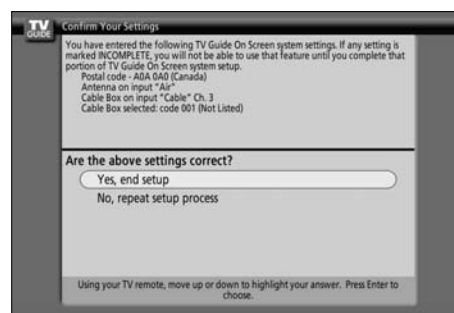 TV
GUIDE
Confirm Your Settings
You have entered the following TV Guide On Screen system settings. If any setting is
marked INCOMPLETE, you will not be able to use that feature until you complete that
portion of TV Guide On Screen system setup.
Postal code - A0A 0A0 (Canada)
Antenna on input "Air"
Cable Box on input "Cable" Ch. 3
Cable Box selected: code 001 (Not Listed)
Are the above settings correct?
Yes, end setup
No, repeat setup process
Using your TV remote, move up or down to highlight your answer. Press Enter to
choose.